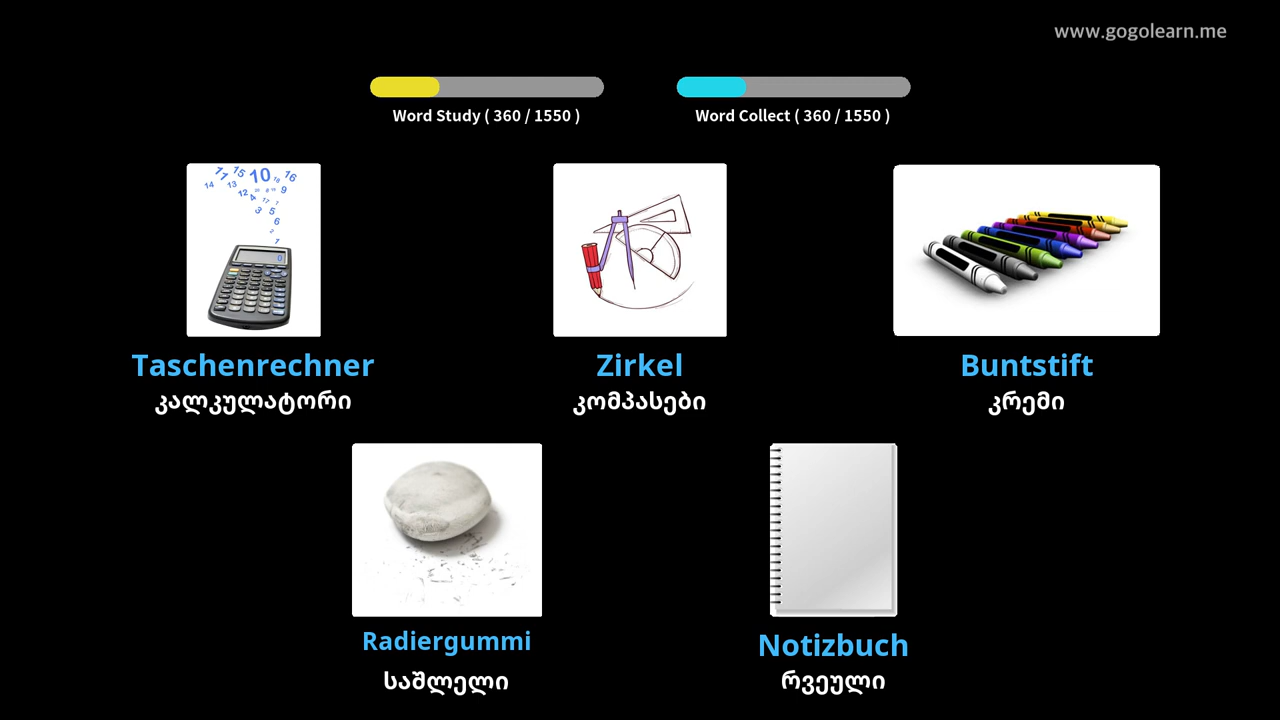 www.gogolearn.me
Word Study ( 360 / 1550 )
Word Collect ( 360 / 1550 )
Taschenrechner
კალკულატორი
Zirkel
კომპასები
Buntstift
კრემი
Radiergummi
საშლელი
Notizbuch
რვეული